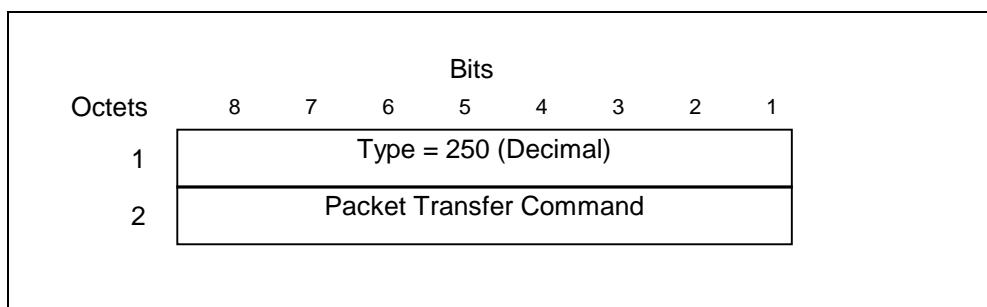 Bits
Octets 8 7 6 5 4 3 2 1
1 Type = 250 (Decimal)
2 Packet Transfer Command